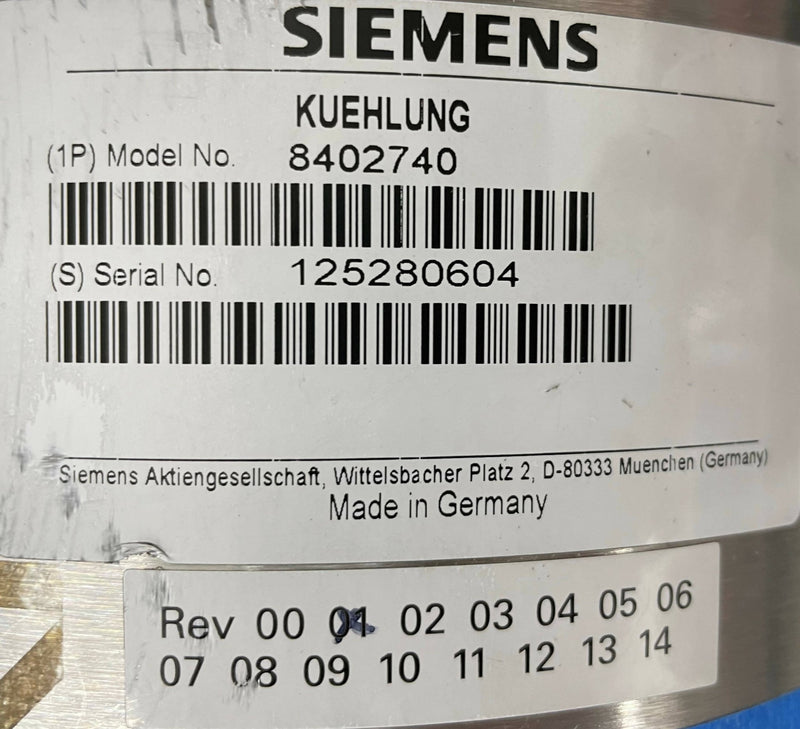 SIEMENS
KUEHLUNG
(1P) Model No. 8402740
(S) Serial No. 125280604
Siemens Aktiengesellschaft, Wittelsbacher Platz 2, D-80333 Muenchen (Germany)
Made in Germany
Rev 00 01 02 03 04 05 06
07 08 09 10 11 12 13 14